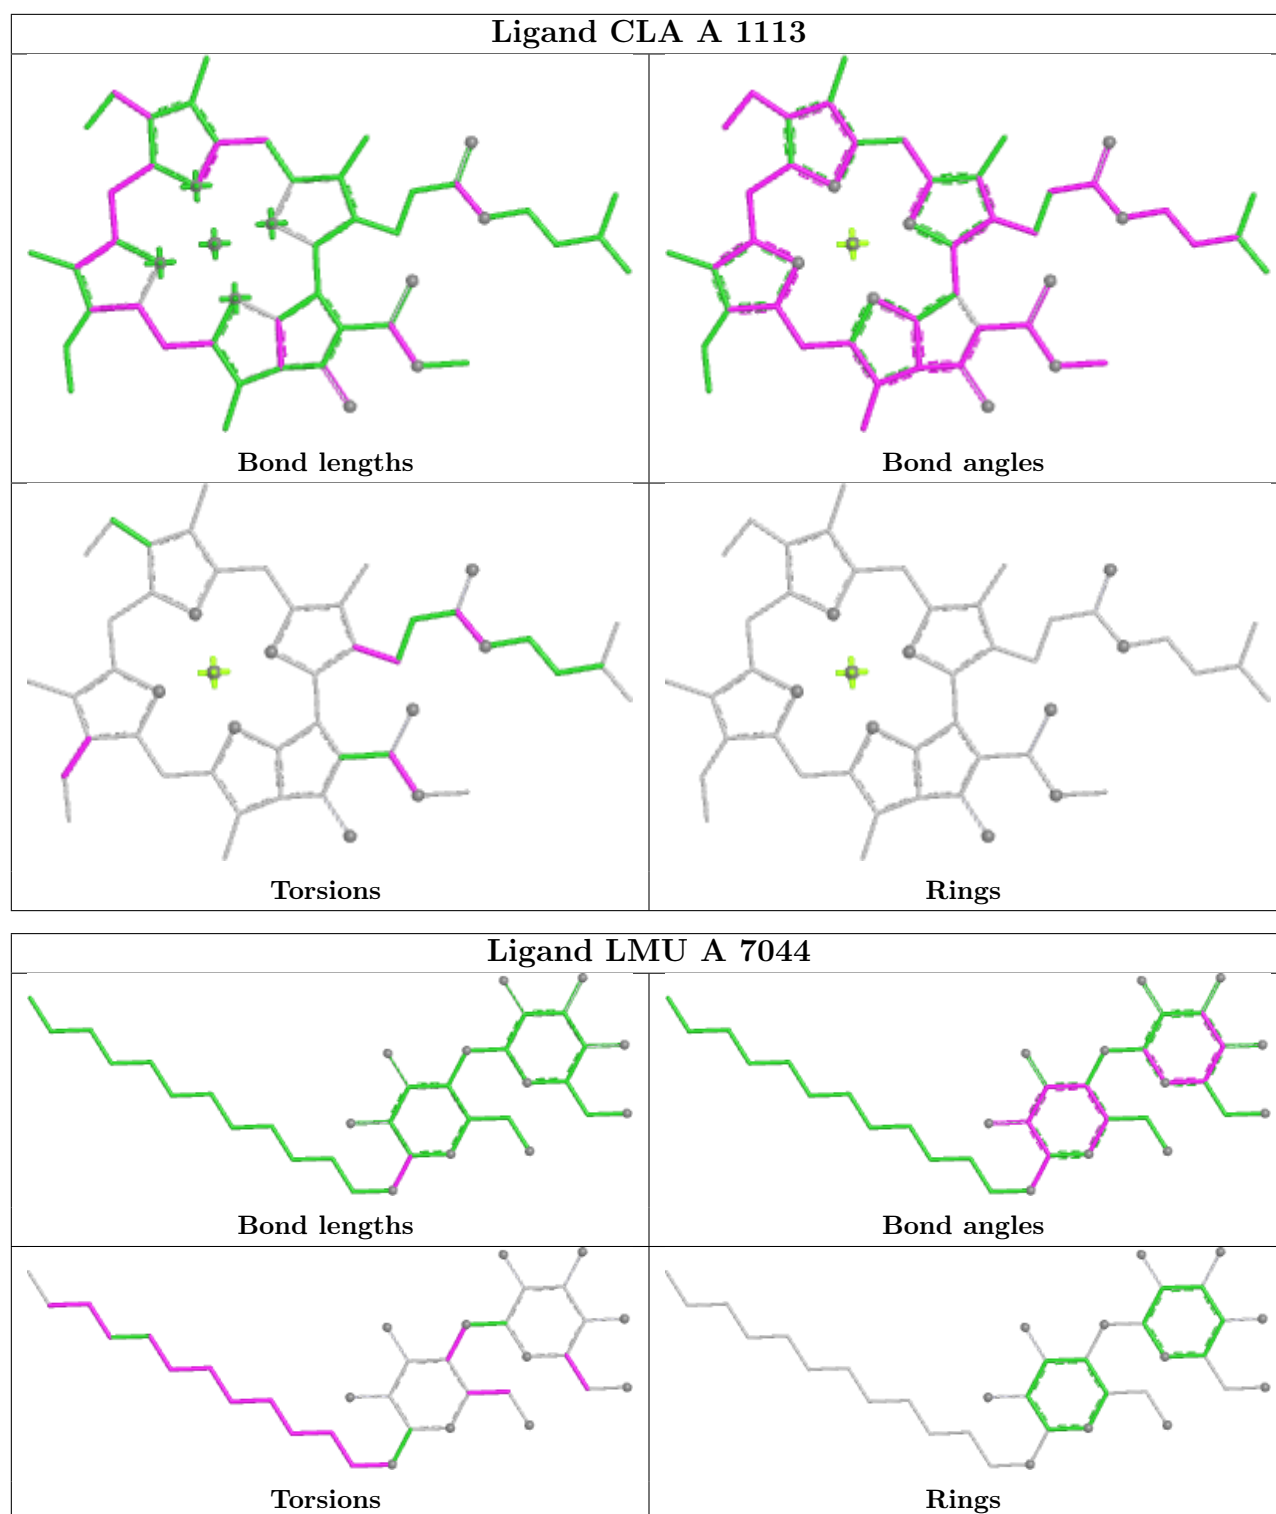 Ligand CLA A 1113
Bond lengths
Bond angles
Torsions
Rings
Ligand LMU A 7044
Bond lengths
Bond angles
Torsions
Rings